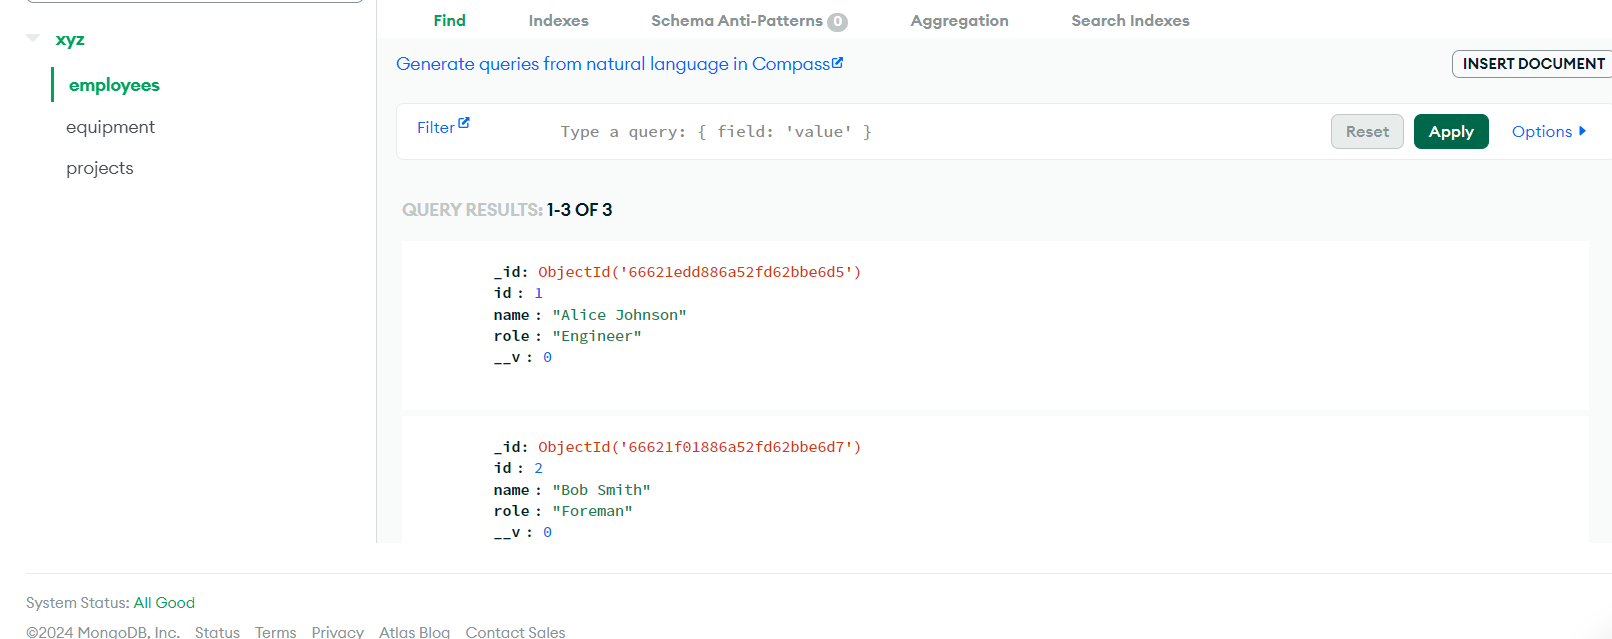 xyz
employees
equipment
projects
Find Indexes Schema Anti-Patterns 0 Aggregation Search Indexes
Generate queries from natural language in Compass
INSERT DOCUMENT
Filter Type a query: { field: 'value' } Reset Apply Options
QUERY RESULTS: 1-3 OF 3
_id: ObjectId('66621edd886a52fd62bbe6d5')
id : 1
name : "Alice Johnson"
role : "Engineer"
__v : 0
_id: ObjectId('66621f01886a52fd62bbe6d7')
id : 2
name : "Bob Smith"
role : "Foreman"
__v : 0
System Status: All Good
©2024 MongoDB, Inc. Status Terms Privacy Atlas Blog Contact Sales